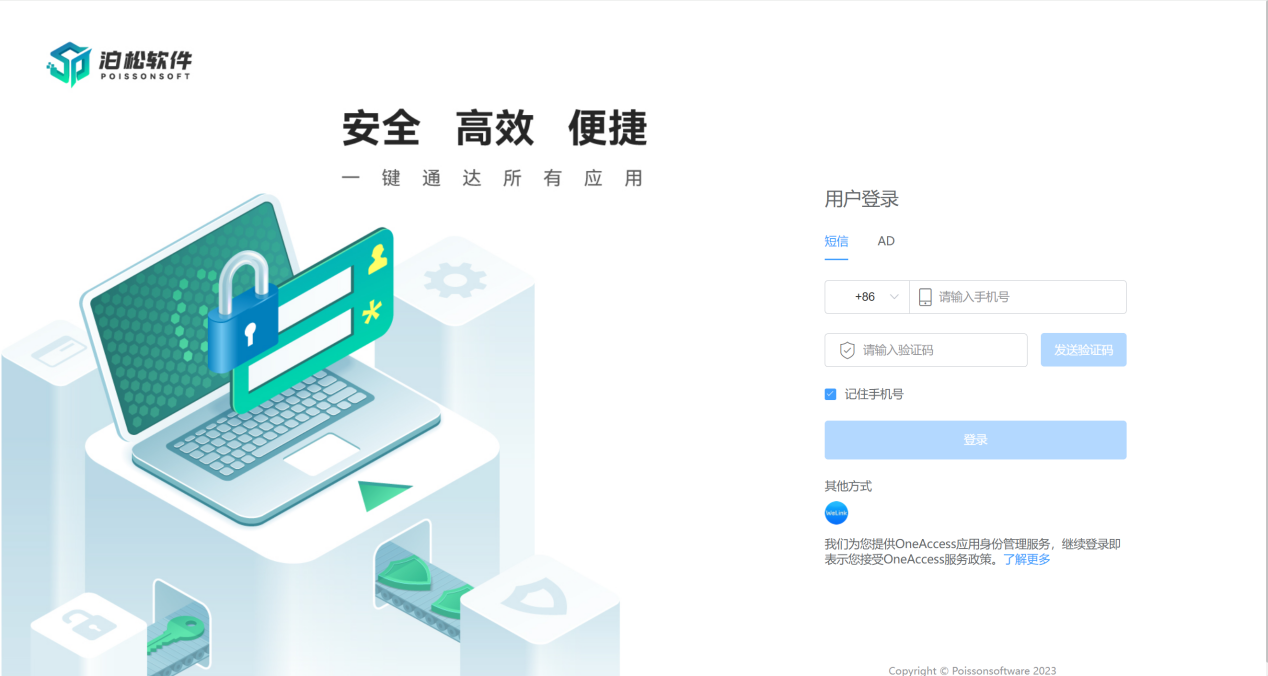 泊松软件
POISSONSOFT
安全 高效 便捷
一键通达所有应用
用户登录
短信 AD
+86 请输入手机号
请输入验证码 发送验证码
记住手机号
登录
其他方式
WeLink
我们为您提供OneAccess应用身份管理服务，继续登录即
表示您接受OneAccess服务政策。了解更多
Copyright © Poissonsoftware 2023